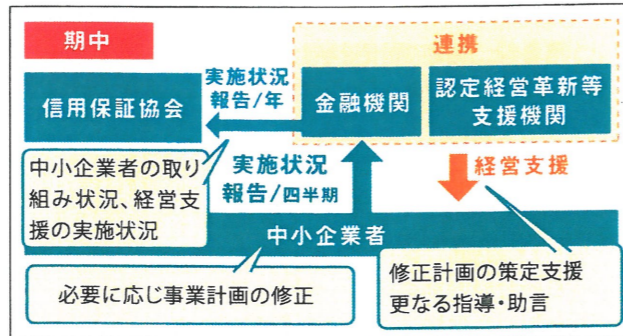 期中
連携
信用保証協会
実施状況
報告/年
金融機関
認定経営革新等
支援機関
中小企業者の取り
組み状況、経営支
援の実施状況
実施状況
報告/四半期
経営支援
中小企業者
必要に応じ事業計画の修正
修正計画の策定支援
更なる指導・助言